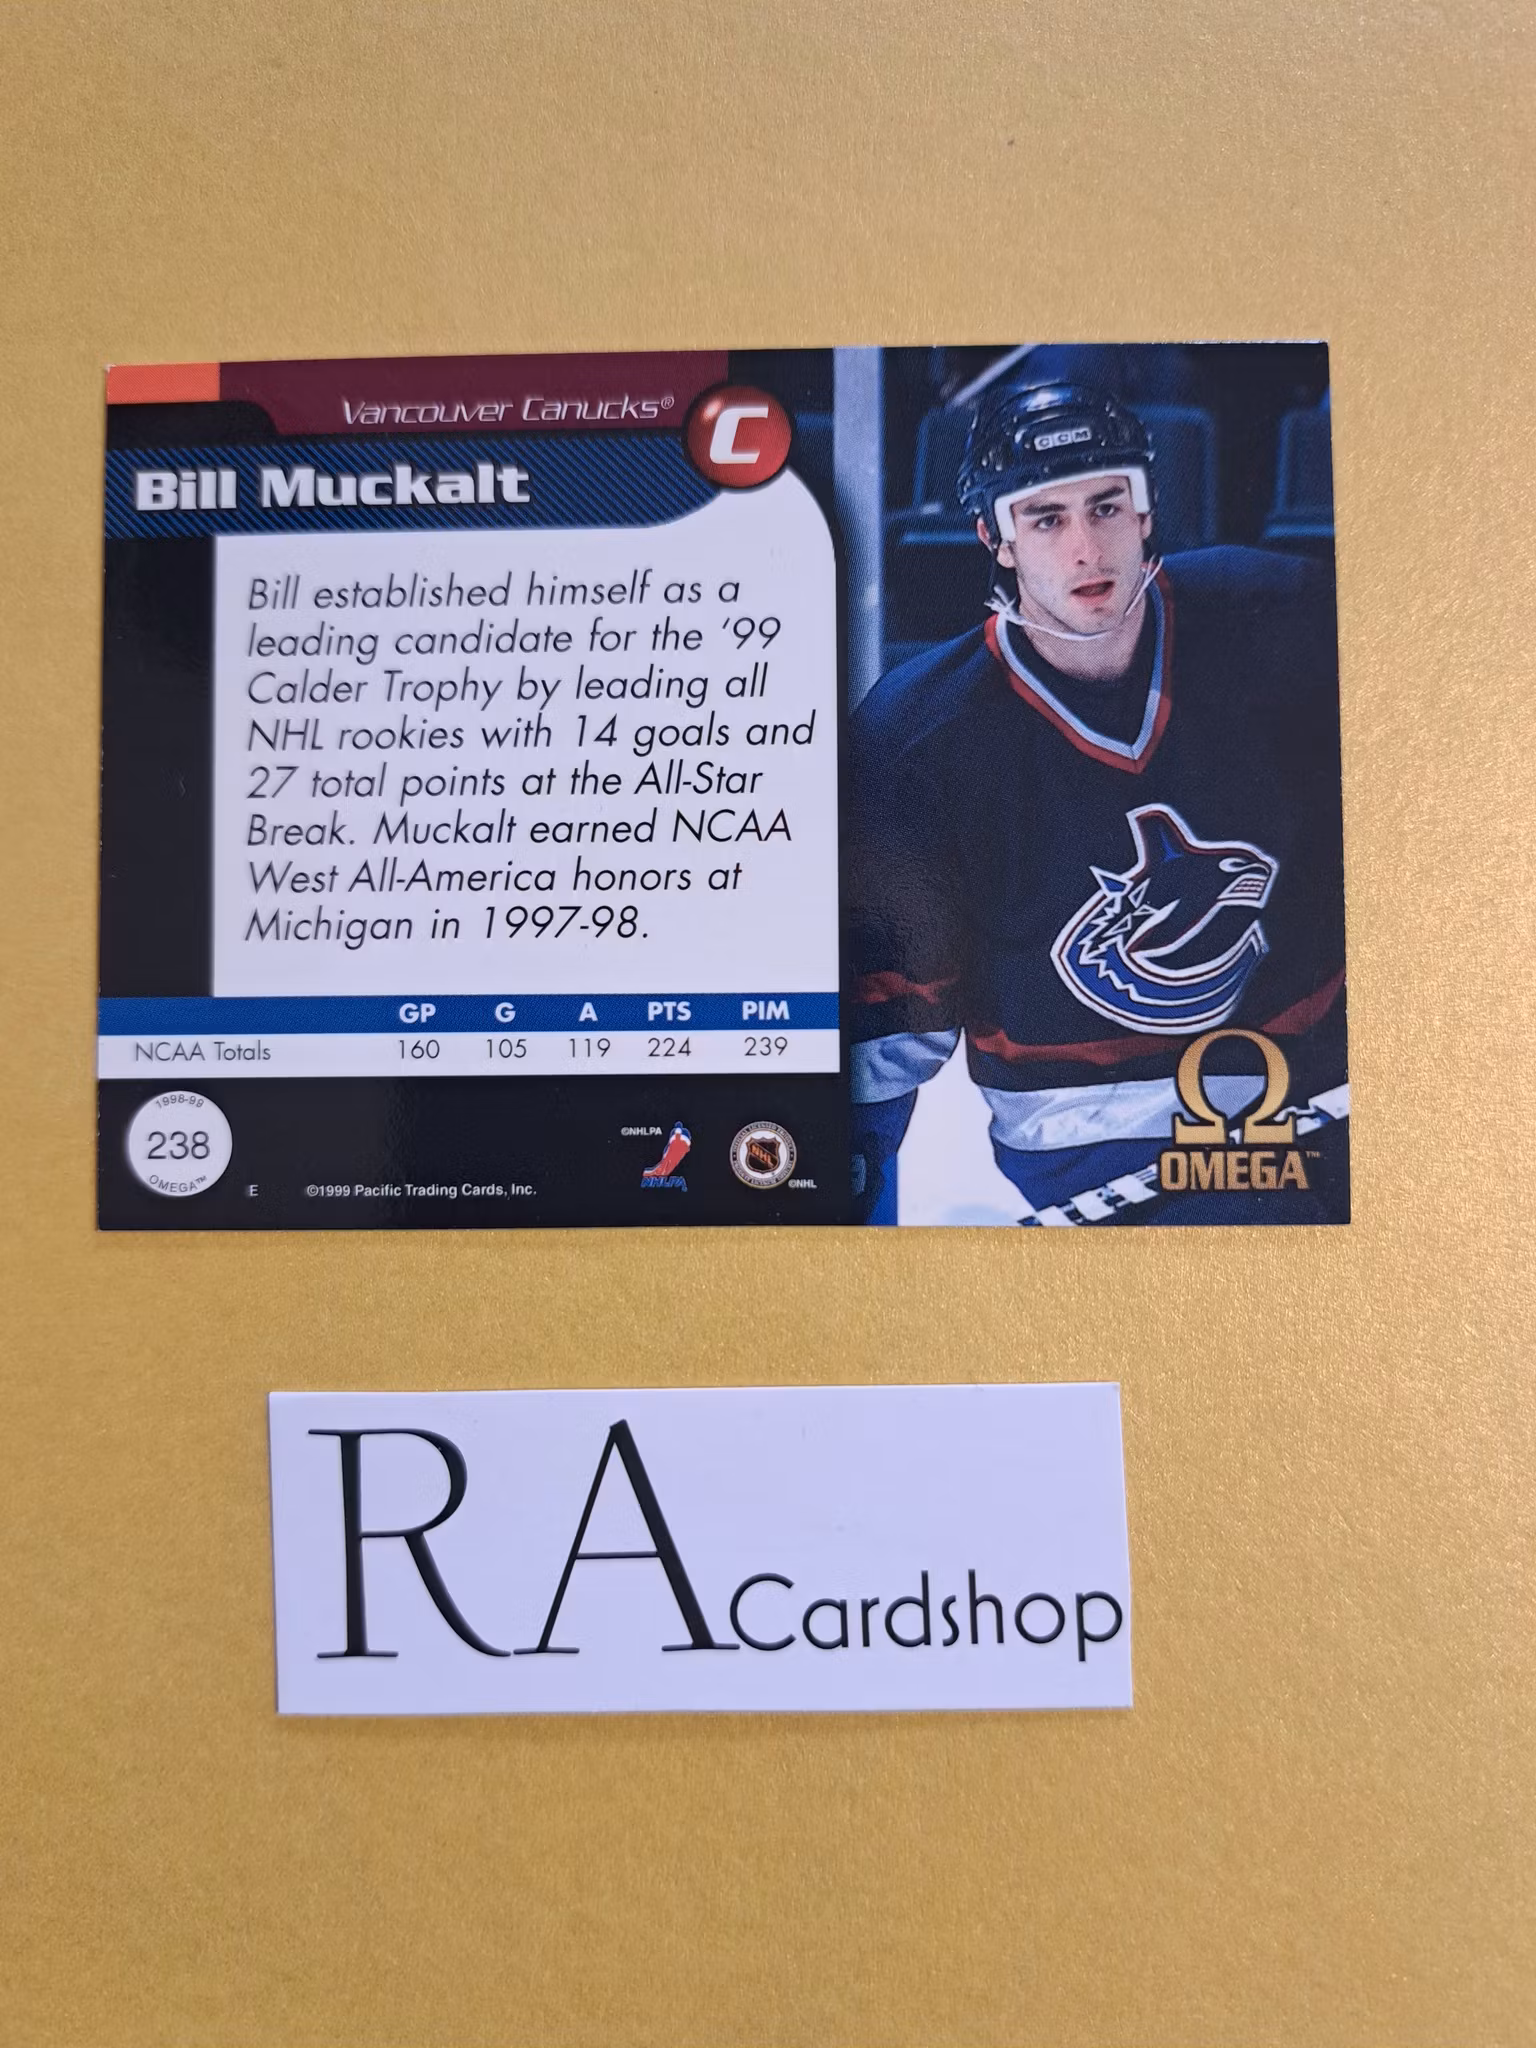 Vancouver Canucks®
C
Bill Muckalt
CCM
Bill established himself as a
leading candidate for the '99
Calder Trophy by leading all
NHL rookies with 14 goals and
27 total points at the All-Star
Break. Muckalt earned NCAA
West All-America honors at
Michigan in 1997-98.
GP G A PTS PIM
NCAA Totals 160 105 119 224 239
1998-99
238
OMEGA™
E ©1999 Pacific Trading Cards, Inc.
©NHLPA
NHLPA
NHL
©NHL
Ω
OMEGA™
RA Cardshop